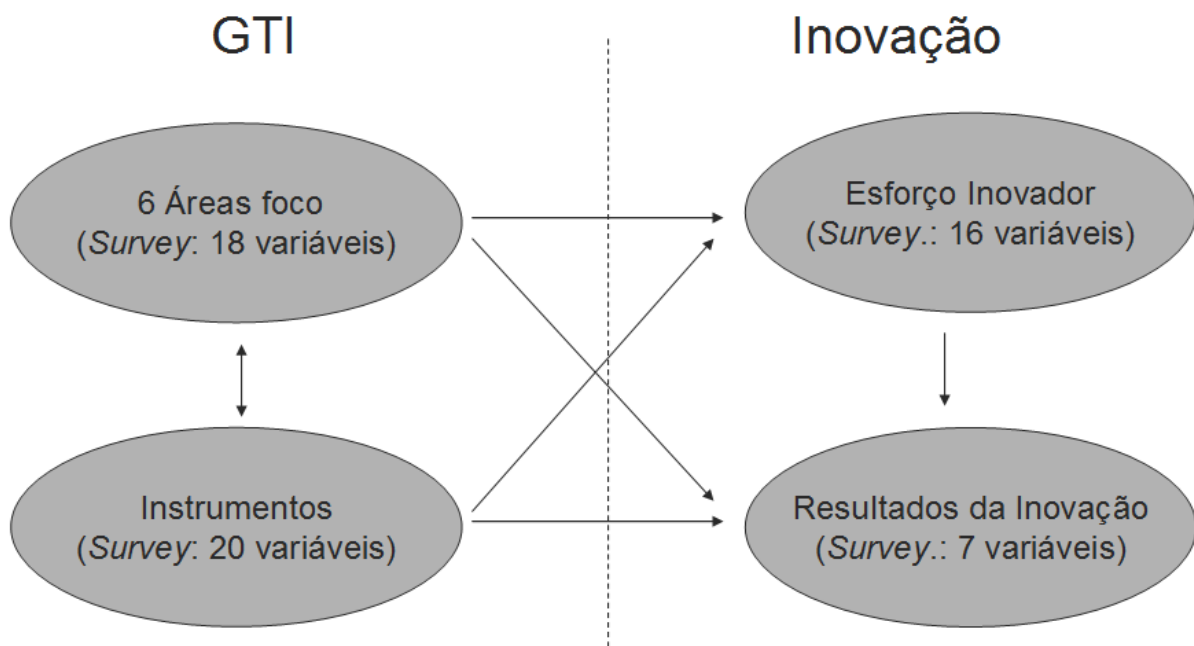 GTI
Inovação
6 Áreas foco
(Survey: 18 variáveis)
Esforço Inovador
(Survey.: 16 variáveis)
Instrumentos
(Survey: 20 variáveis)
Resultados da Inovação
(Survey.: 7 variáveis)